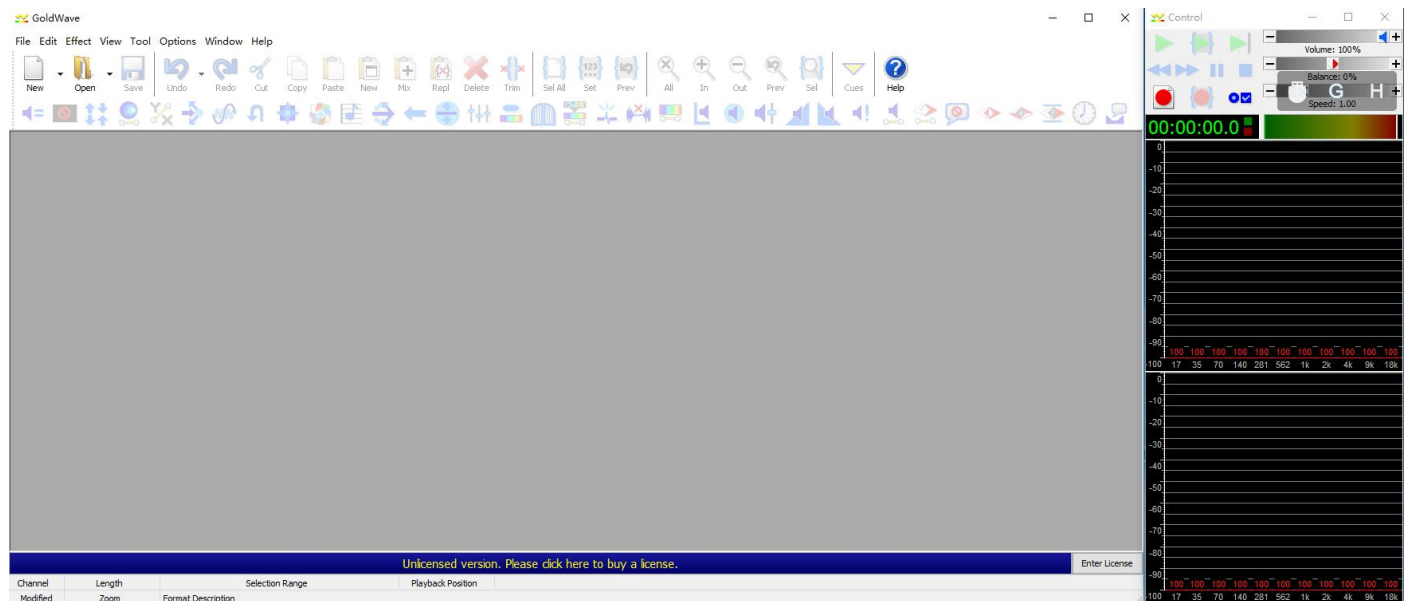 GoldWave
File Edit Effect View Tool Options Window Help
New Open Save Undo Redo Cut Copy Paste New Mix Repl Delete Trim Sel All Set Prev All In Out Prev Sel Cues Help
123
Unlicensed version. Please click here to buy a license.
Enter License
Channel Length Selection Range Playback Position
Modified Zoom Format Description
Control
Volume: 100%
Balance: 0%
G H
Speed: 1.00
00:00:00.0
0
-10
-20
-30
-40
-50
-60
-70
-80
-90
100 100 100 100 100 100 100 100 100 100 100
-100 17 35 70 140 281 562 1k 2k 4k 9k 18k
0
-10
-20
-30
-40
-50
-60
-70
-80
-90
100 100 100 100 100 100 100 100 100 100 100
-100 17 35 70 140 281 562 1k 2k 4k 9k 18k